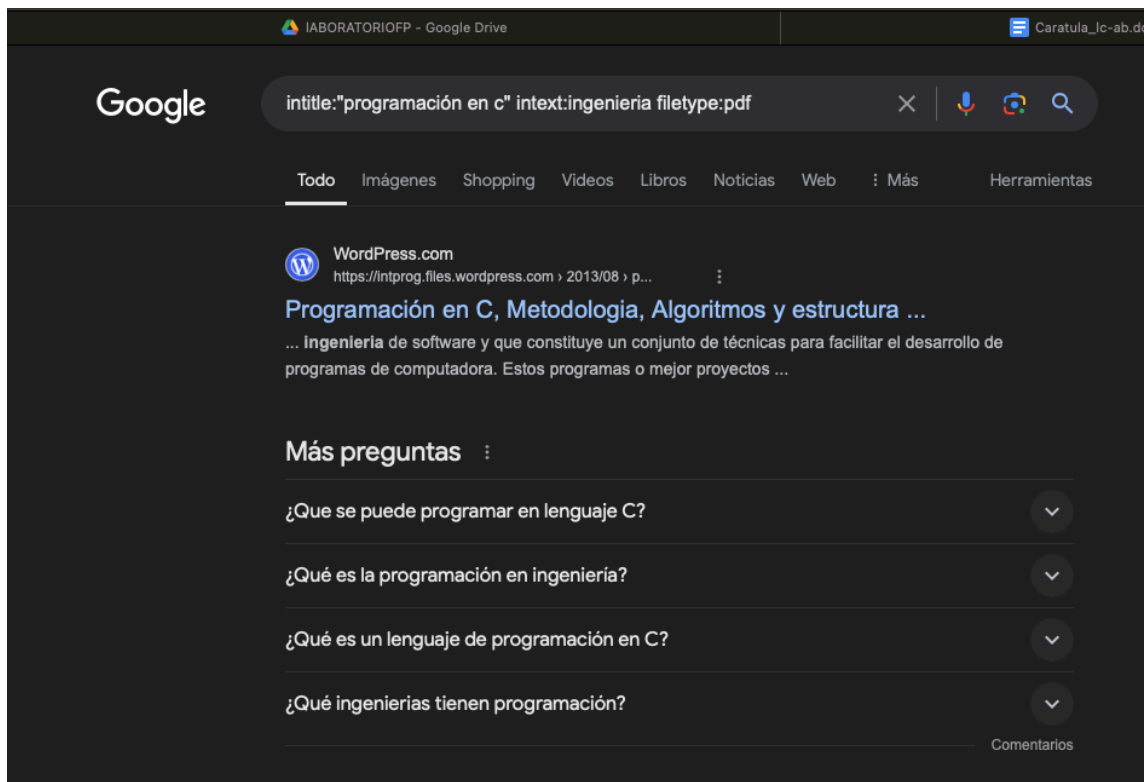 IABORATORIOFP - Google Drive
Caratula_lc-ab.do
Google
intitle:"programación en c" intext:ingenieria filetype:pdf
Todo Imágenes Shopping Videos Libros Noticias Web Más Herramientas
WordPress.com
https://intprog.files.wordpress.com › 2013/08 › p...
Programación en C, Metodologia, Algoritmos y estructura ...
... ingenieria de software y que constituye un conjunto de técnicas para facilitar el desarrollo de
programas de computadora. Estos programas o mejor proyectos ...
Más preguntas
¿Que se puede programar en lenguaje C?
¿Qué es la programación en ingeniería?
¿Qué es un lenguaje de programación en C?
¿Qué ingenierias tienen programación?
Comentarios